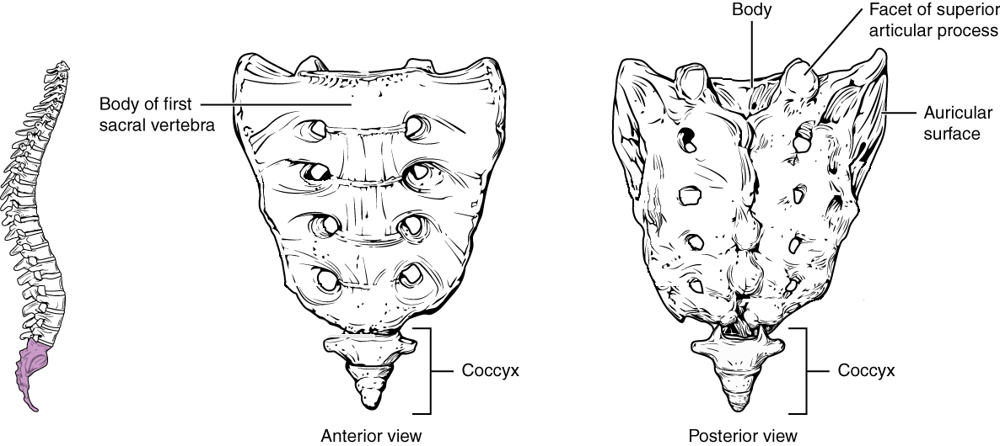 Body of first
sacral vertebra
Coccyx
Anterior view
Body
Facet of superior
articular process
Auricular
surface
Coccyx
Posterior view